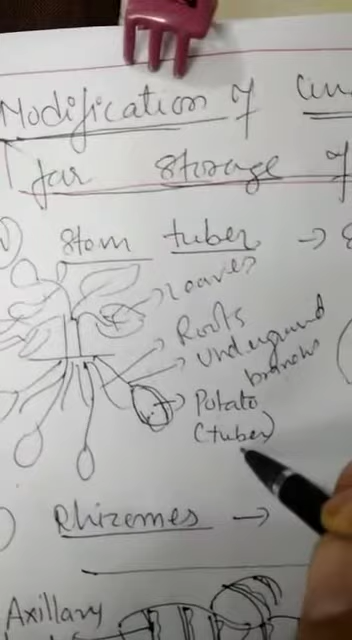 Modification of
for storage of
Stem tuber →
Leaves
Roots
underground
branches
Potato
(tuber)
Rhizomes →
Axillary